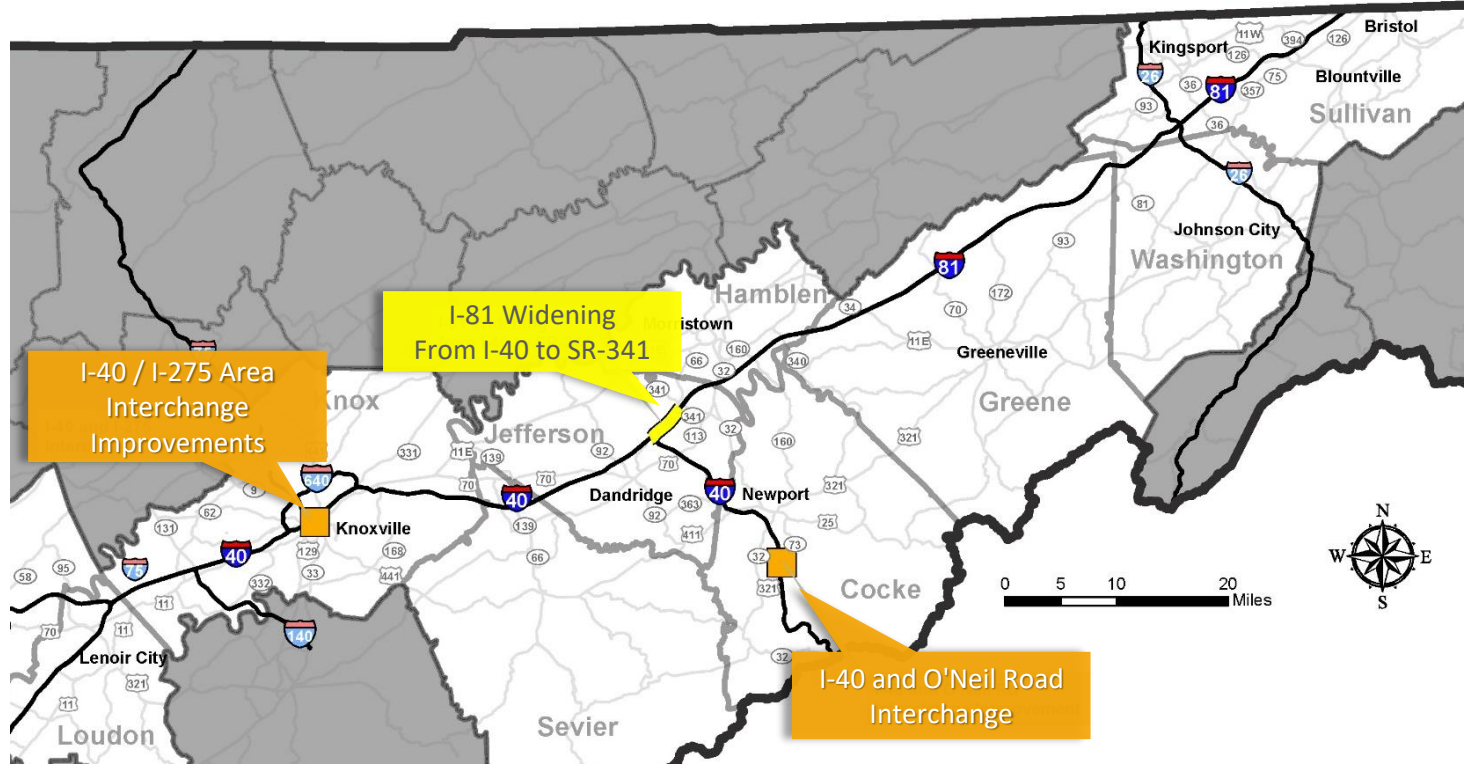 11W
394
126
Bristol
Kingsport
126
26
36
75
Blountville
81
357
93
36
Sullivan
26
81
Johnson City
93
Washington
81
Hamblen
172
34
70
I-81 Widening
From I-40 to SR-341
Morristown
160
66
32
340
11E
Greeneville
I-40 / I-275 Area
Interchange
Improvements
Knox
341
341
Greene
Jefferson
32
113
160
321
331
11E
139
92
70
640
70
70
40
Dandridge
363
40
Newport
321
9
62
92
25
131
Knoxville
139
411
129
168
66
32
73
40
75
332
33
441
321
Cocke
58
95
11
70
11
140
Lenoir City
32
321
11
Loudon
Sevier
I-40 and O'Neil Road
Interchange
0 5 10 20
Miles
N
W E
S